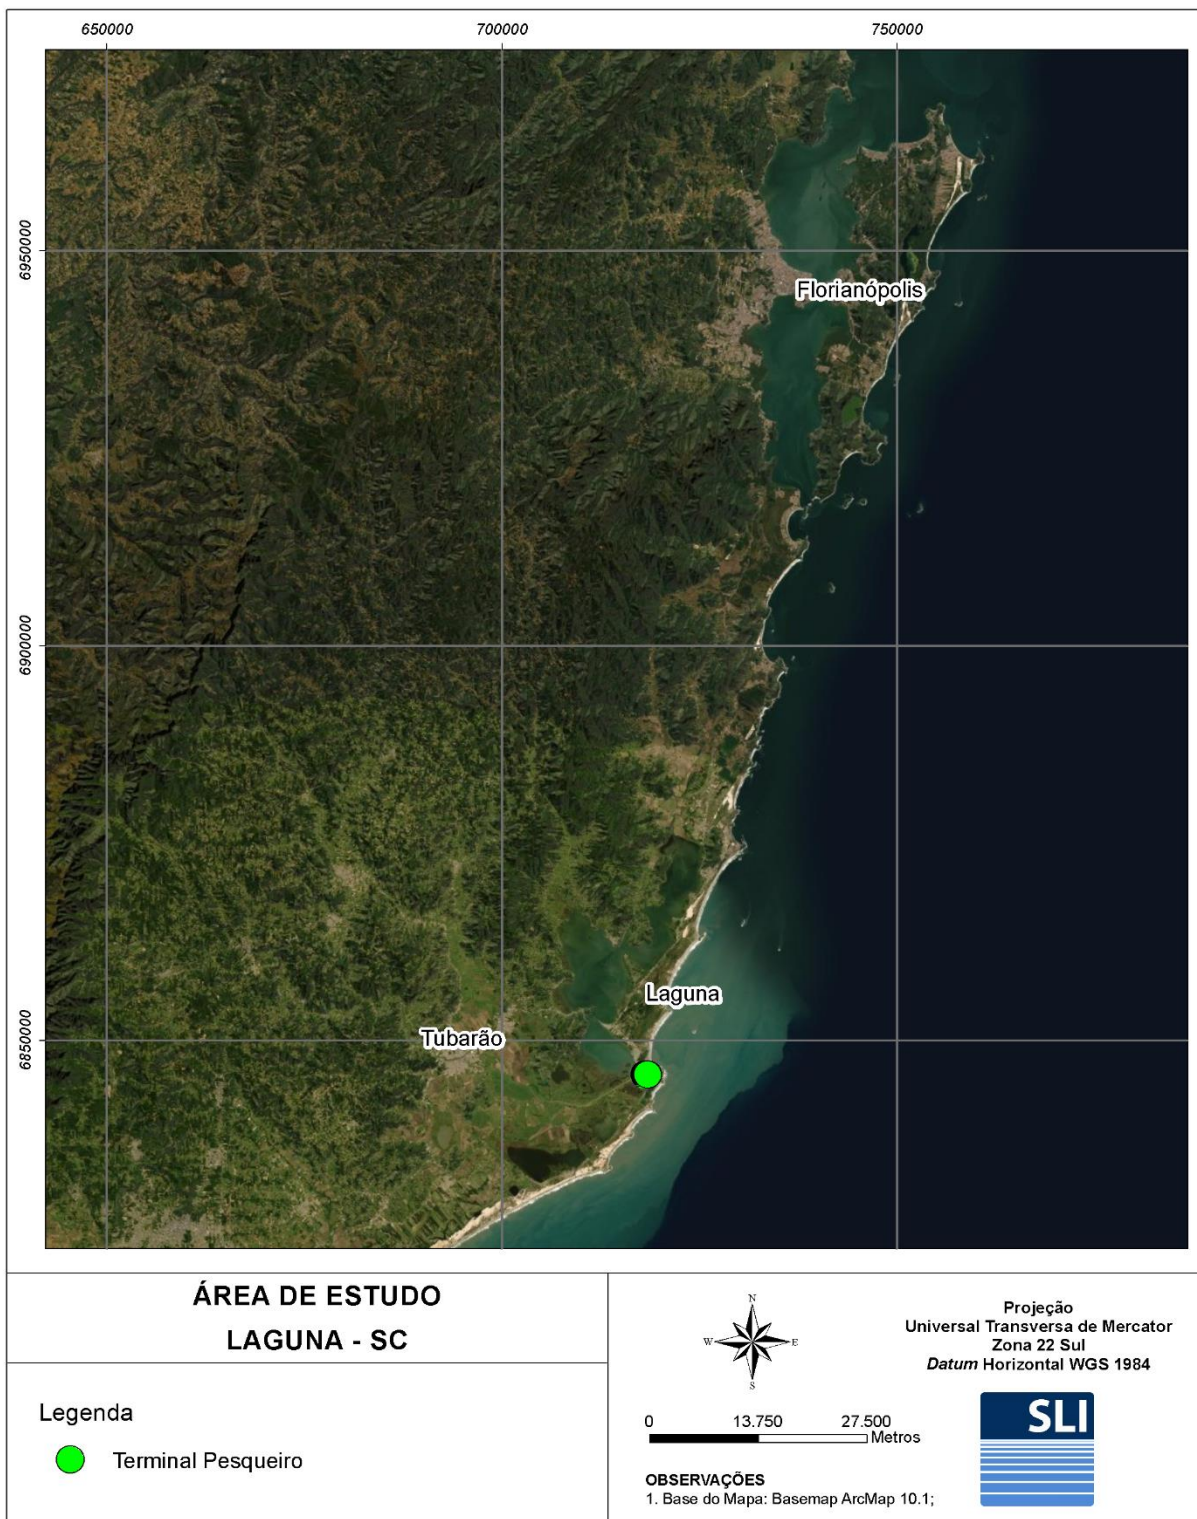 650000
700000
750000
6950000
Florianópolis
6900000
Laguna
6850000
Tubarão
ÁREA DE ESTUDO
LAGUNA - SC
Legenda
Terminal Pesqueiro
N
W
E
S
0 13.750 27.500
Metros
OBSERVAÇÕES
1. Base do Mapa: Basemap ArcMap 10.1;
Projeção
Universal Transversa de Mercator
Zona 22 Sul
Datum Horizontal WGS 1984
SLI